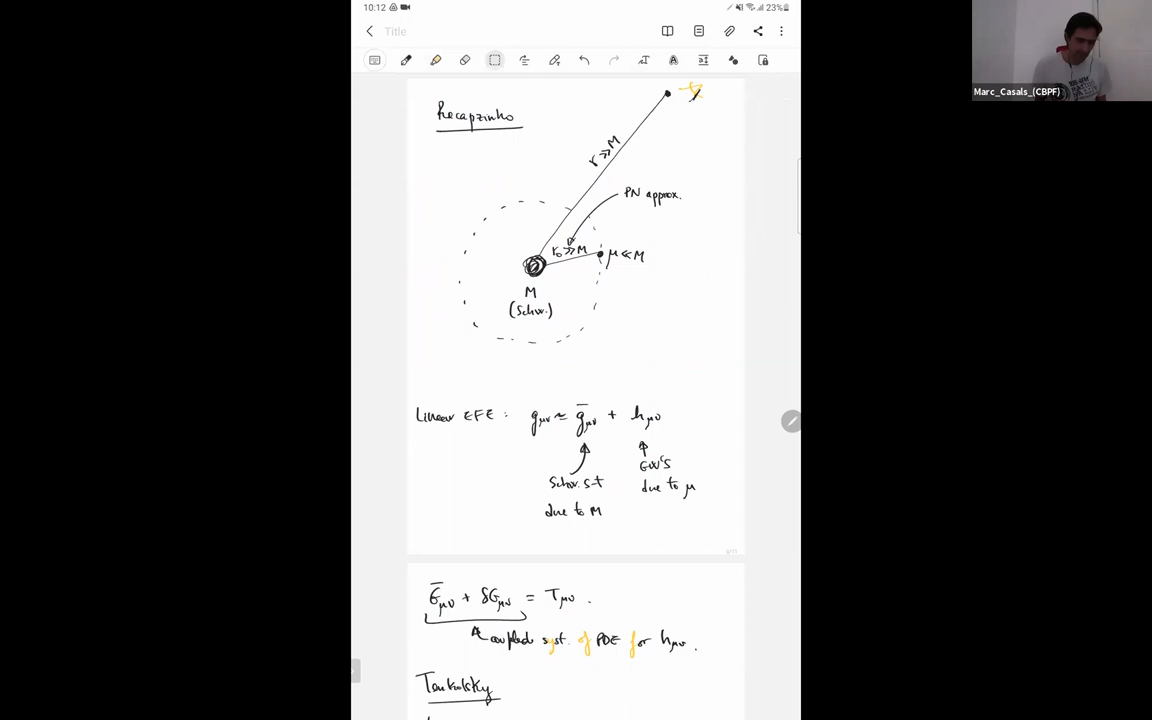 10:12
23%
Title
Recapzinho
r ≫ M
PN approx.
r₀ ≫ M
μ ≪ M
M
(Schw.)
Linear EFE : gμν ≈ ḡμν + hμν
Schw. s-t
due to M
GW's
due to μ
Ḡμν + δGμν = Tμν .
coupled syst. of PDE for hμν .
Teukolsky
Marc_Casals_(CBPF)